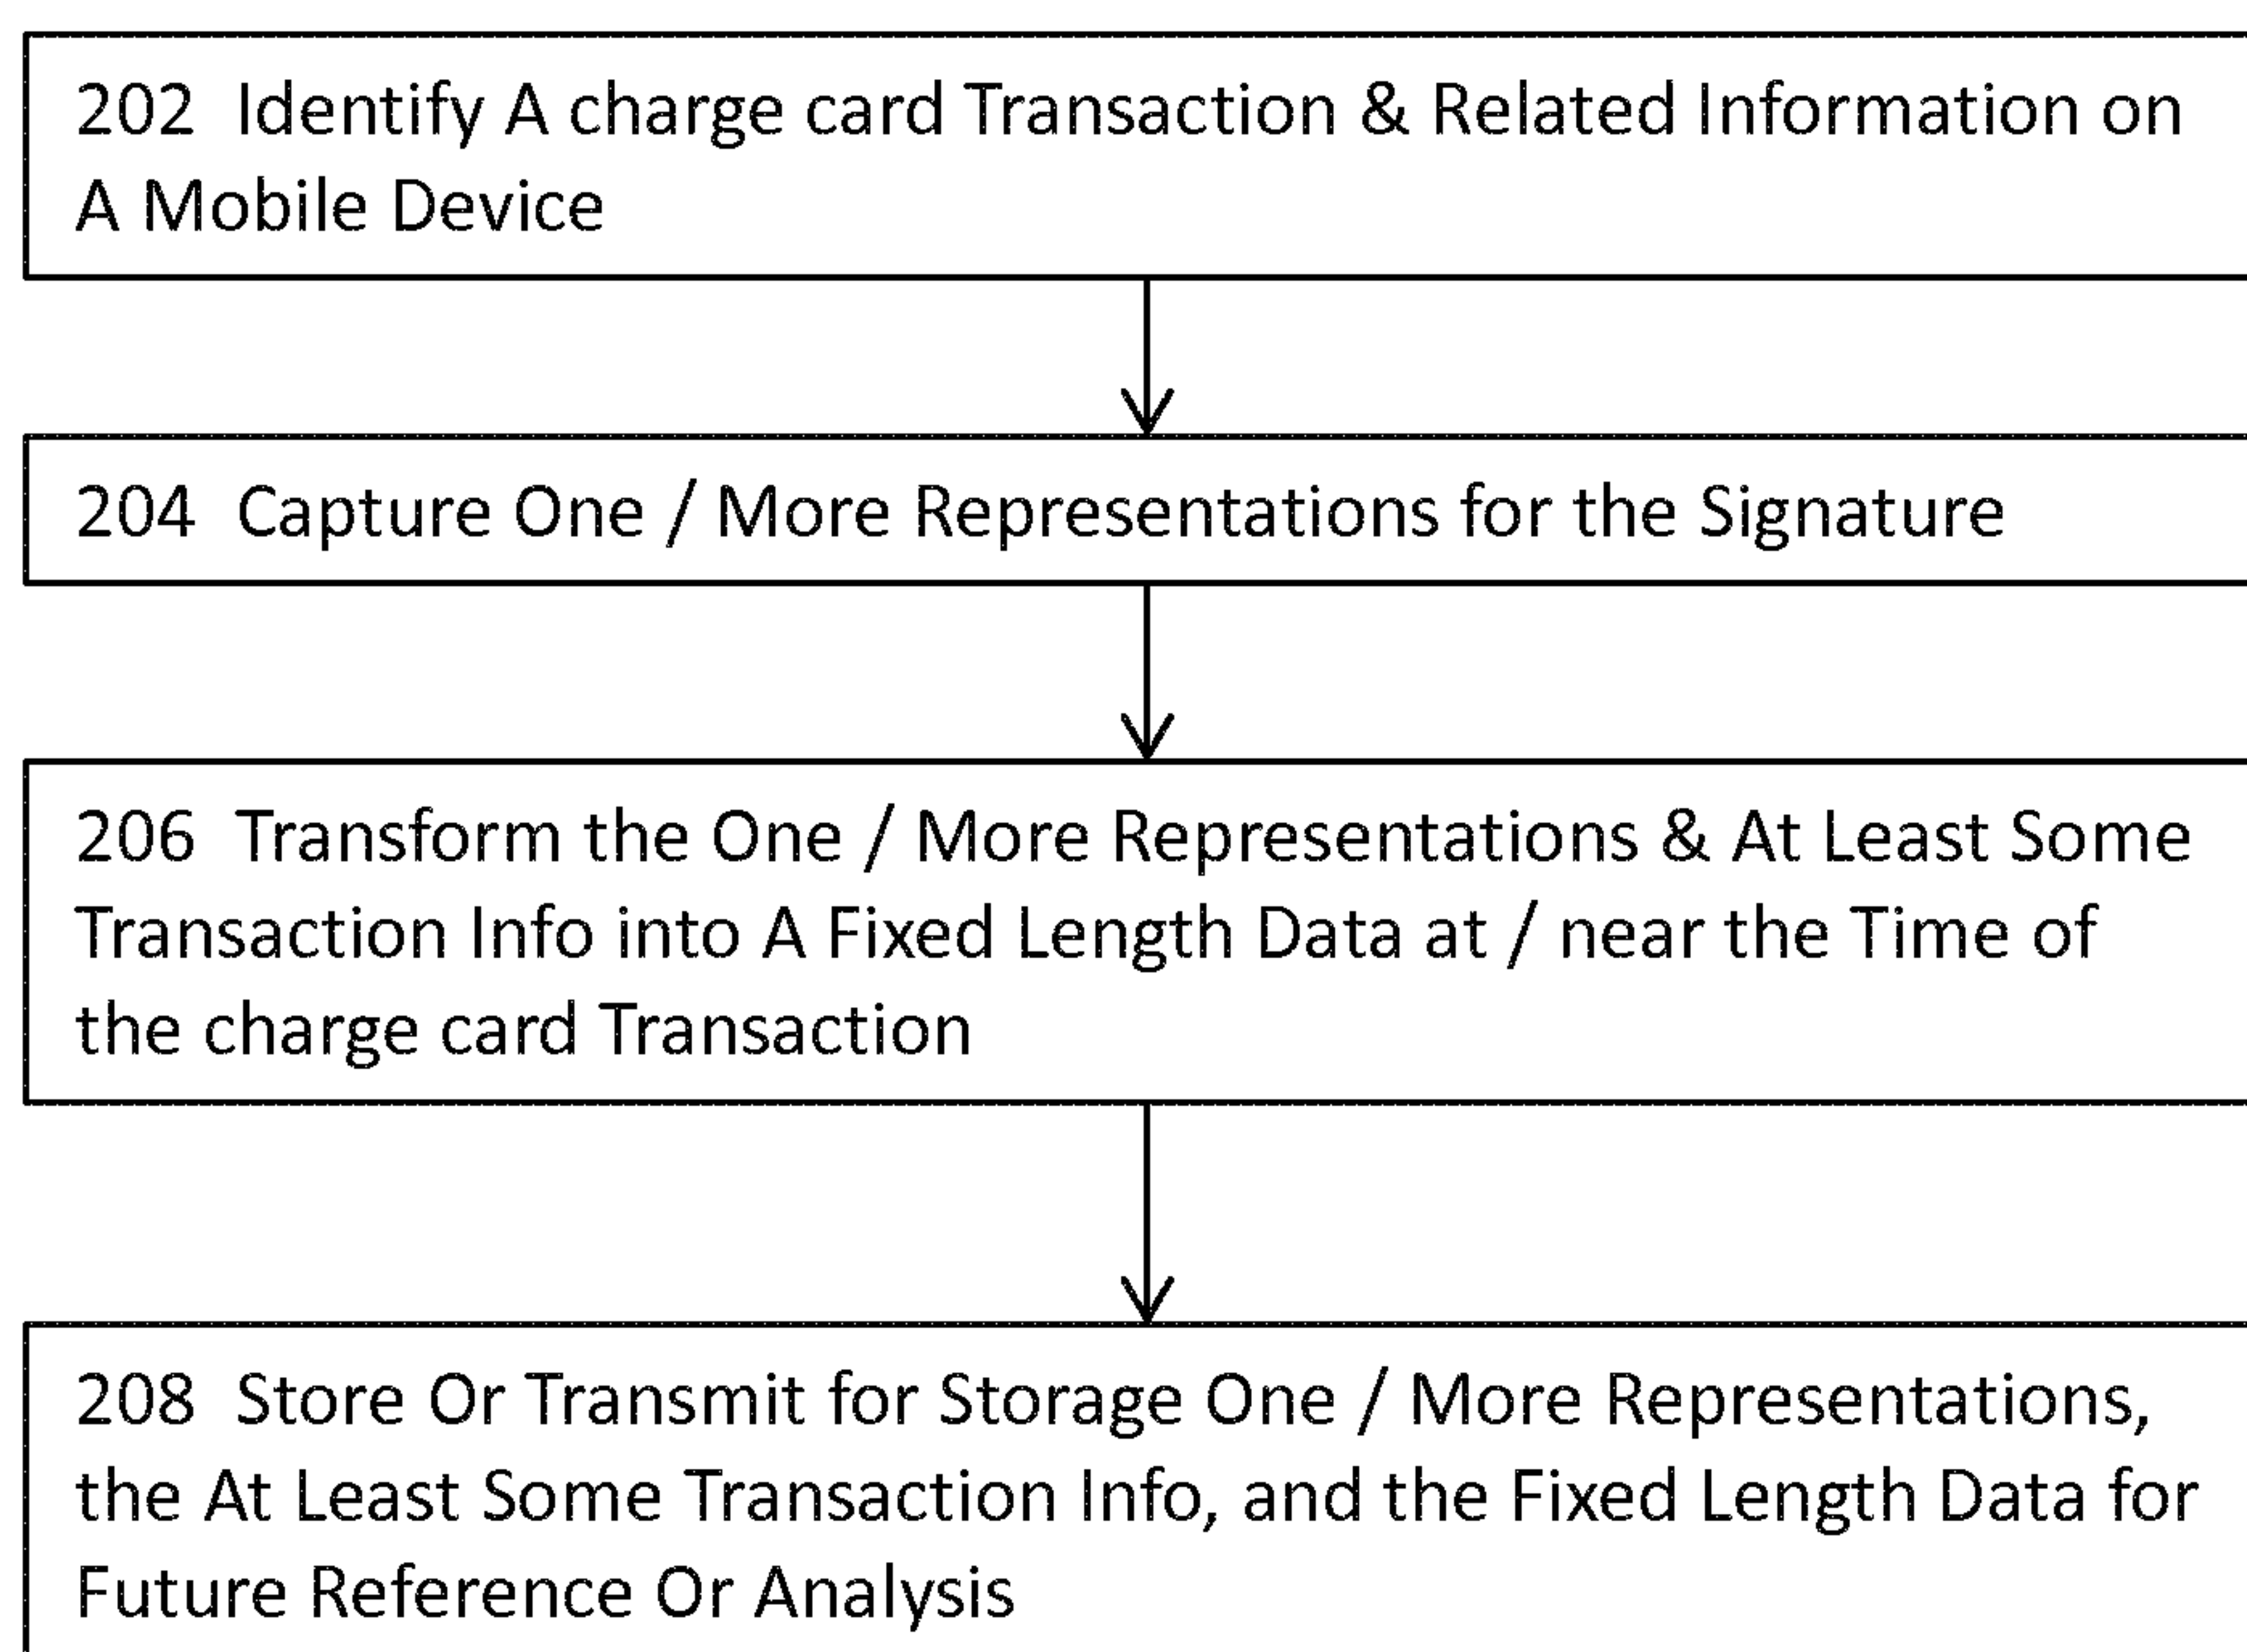 202 Identify A charge card Transaction & Related Information on
A Mobile Device
204 Capture One / More Representations for the Signature
206 Transform the One / More Representations & At Least Some
Transaction Info into A Fixed Length Data at / near the Time of
the charge card Transaction
208 Store Or Transmit for Storage One / More Representations,
the At Least Some Transaction Info, and the Fixed Length Data for
Future Reference Or Analysis